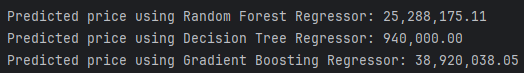 Predicted price using Random Forest Regressor: 25,288,175.11
Predicted price using Decision Tree Regressor: 940,000.00
Predicted price using Gradient Boosting Regressor: 38,920,038.05